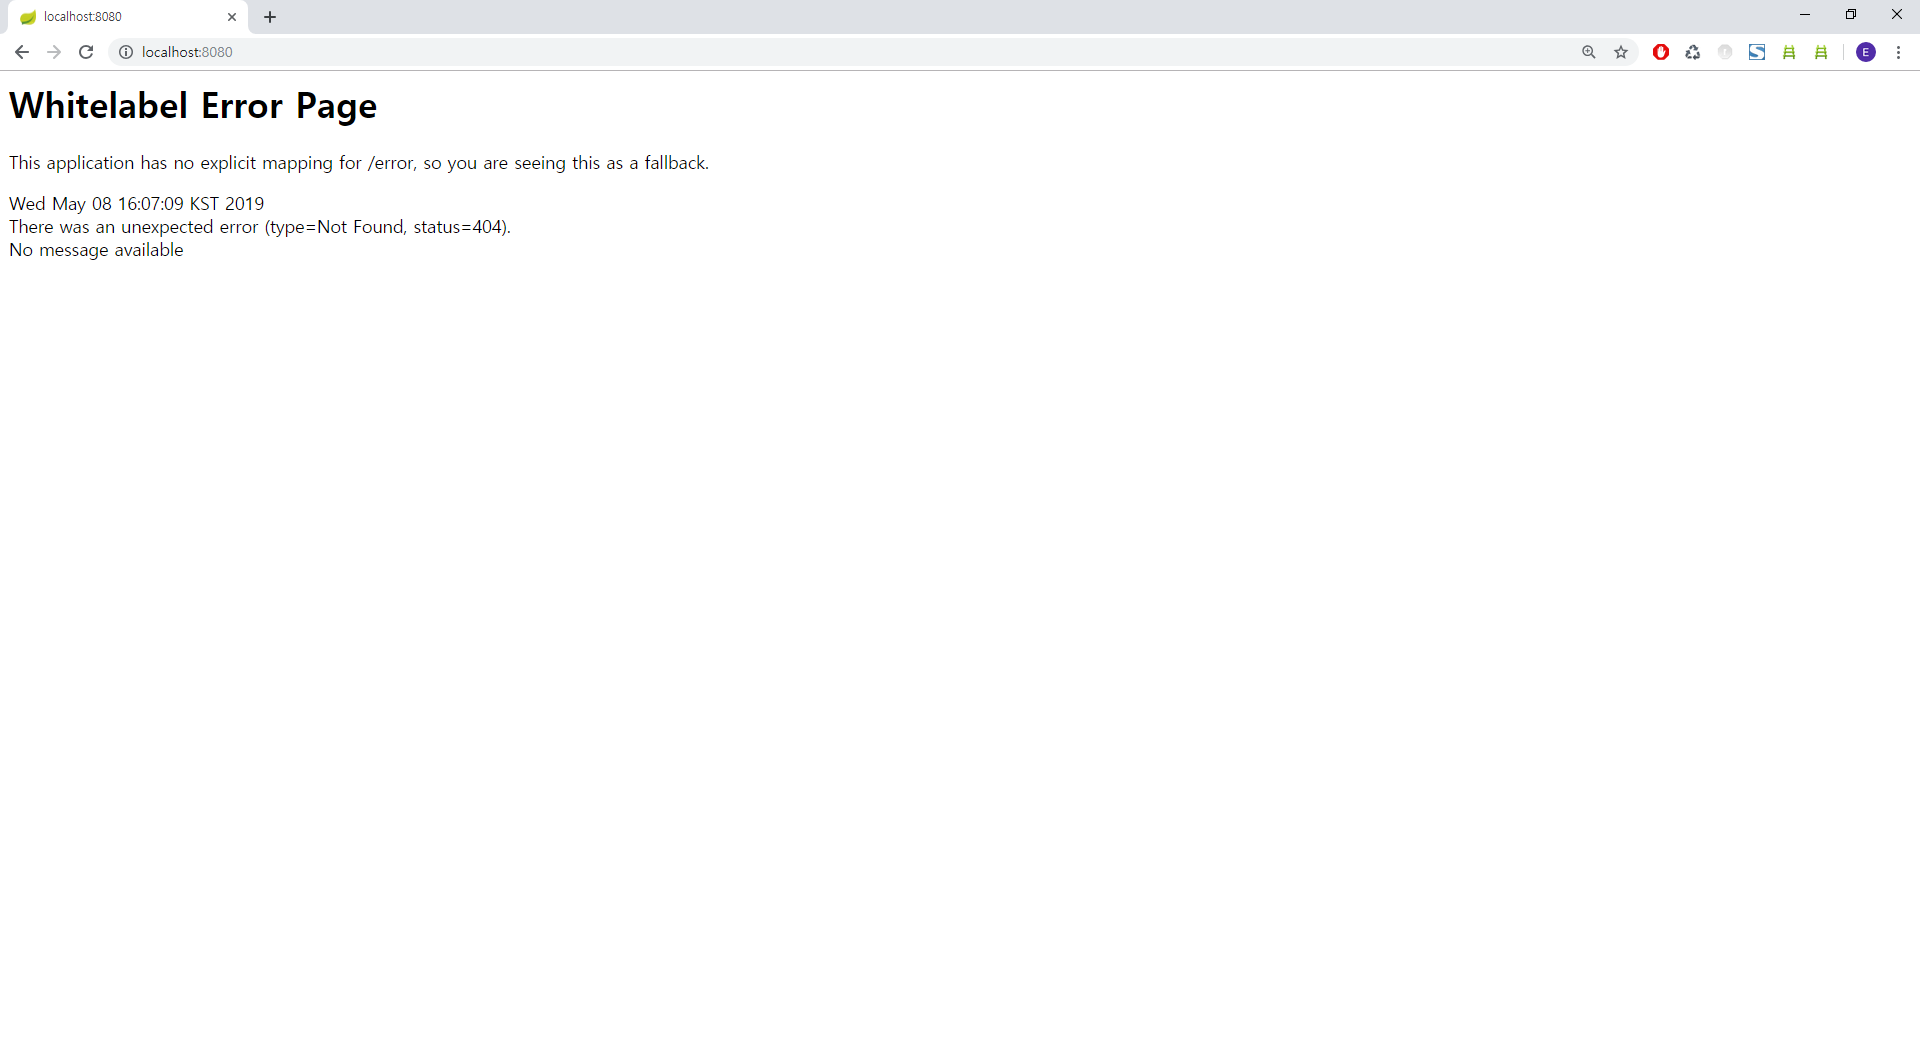 localhost:8080
localhost:8080
E
Whitelabel Error Page
This application has no explicit mapping for /error, so you are seeing this as a fallback.
Wed May 08 16:07:09 KST 2019
There was an unexpected error (type=Not Found, status=404).
No message available